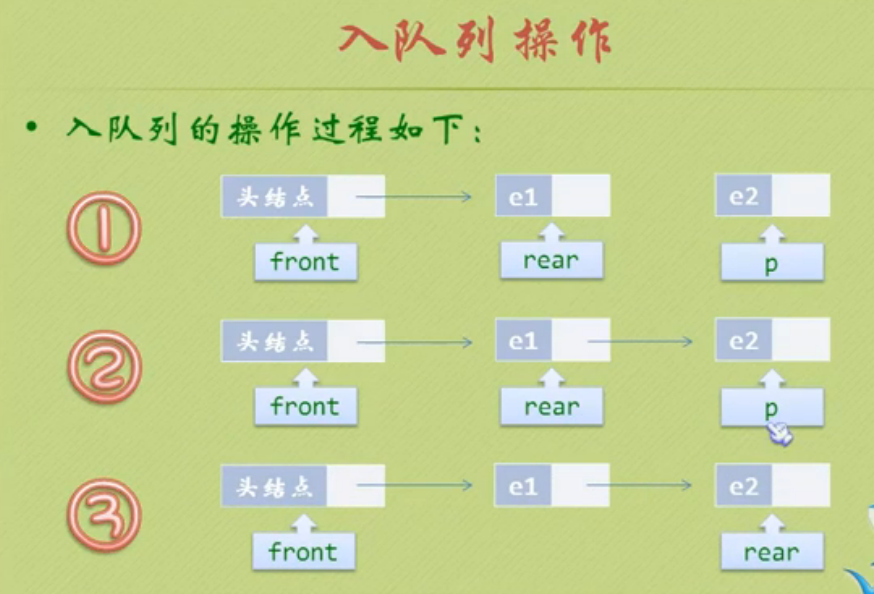 入队列操作
• 入队列的操作过程如下：
① 头结点 e1 e2
front rear p
② 头结点 e1 e2
front rear p
③ 头结点 e1 e2
front rear